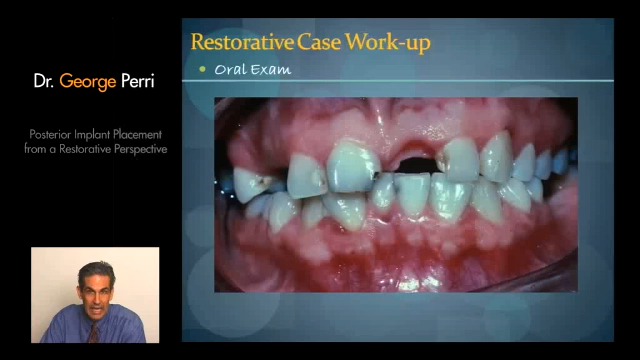 Restorative Case Work-up
Oral Exam
Dr. George Perri
Posterior Implant Placement
from a Restorative Perspective